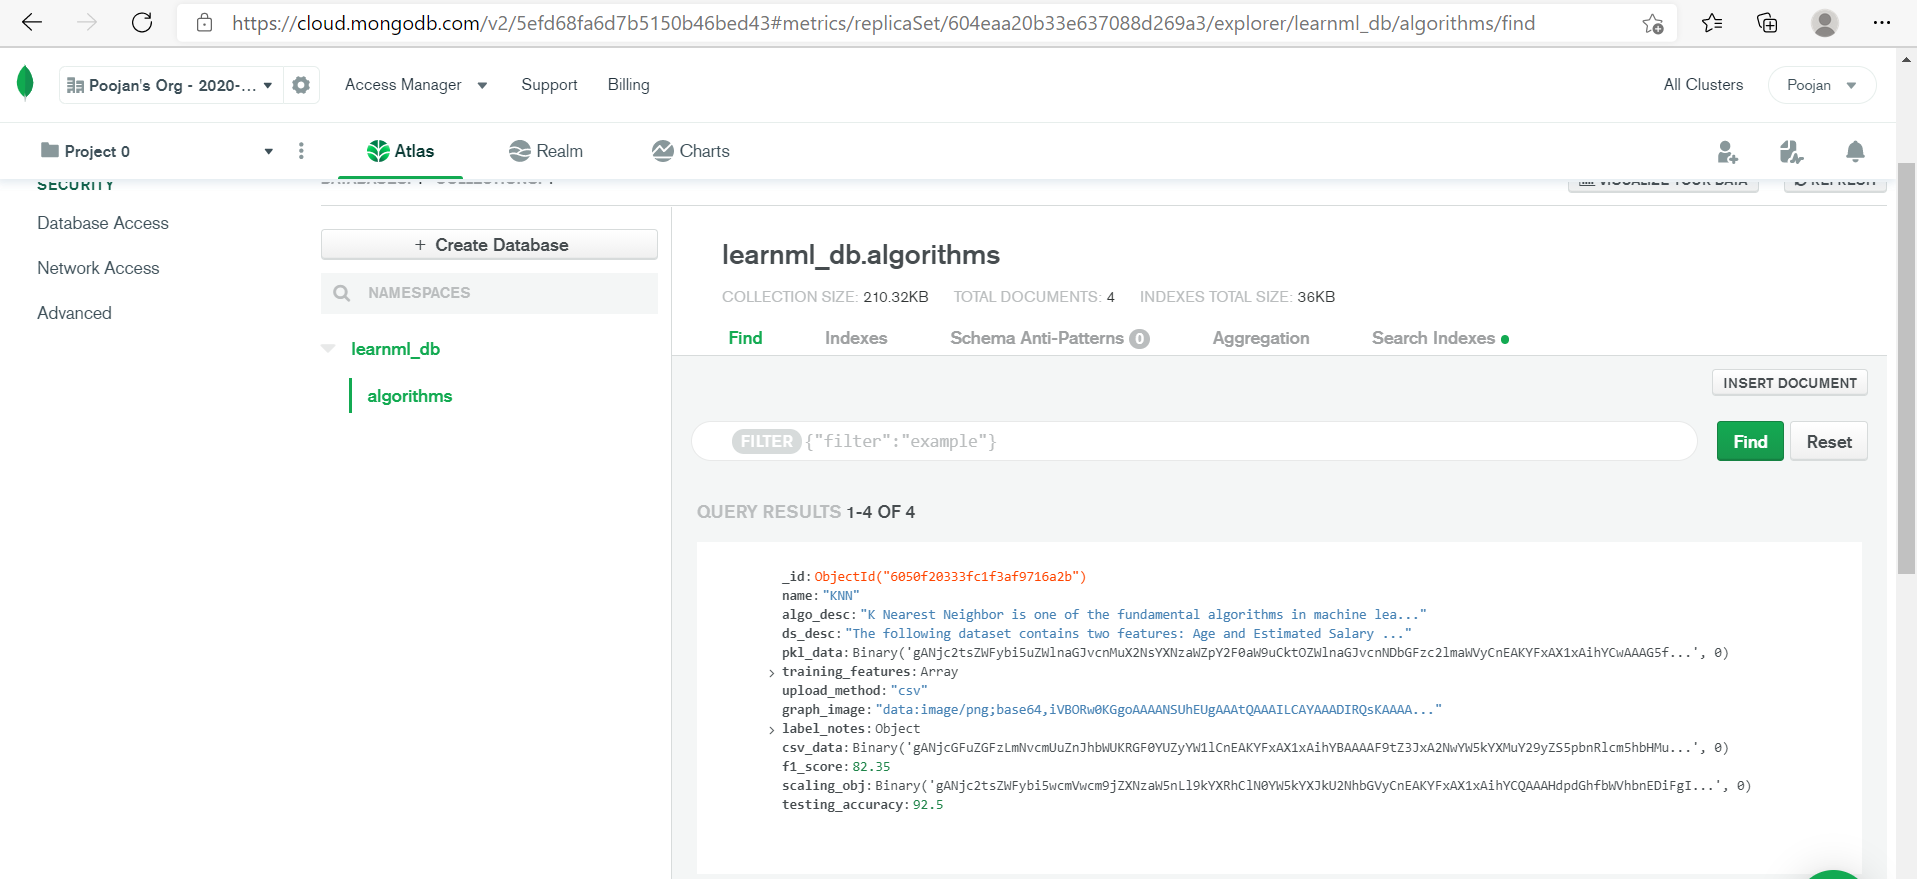 https://cloud.mongodb.com/v2/5efd68fa6d7b5150b46bed43#metrics/replicaSet/604eaa20b33e637088d269a3/explorer/learnml_db/algorithms/find
Poojan's Org - 2020-... Access Manager Support Billing All Clusters Poojan
Project 0 Atlas Realm Charts
SECURITY
VISUALIZE YOUR DATA REFRESH
Database Access
Network Access
Advanced
+ Create Database
NAMESPACES
learnml_db
algorithms
learnml_db.algorithms
COLLECTION SIZE: 210.32KB TOTAL DOCUMENTS: 4 INDEXES TOTAL SIZE: 36KB
Find Indexes Schema Anti-Patterns 0 Aggregation Search Indexes
INSERT DOCUMENT
FILTER {"filter":"example"} Find Reset
QUERY RESULTS 1-4 OF 4
_id: ObjectId("6050f20333fc1f3af9716a2b")
name: "KNN"
algo_desc: "K Nearest Neighbor is one of the fundamental algorithms in machine lea..."
ds_desc: "The following dataset contains two features: Age and Estimated Salary ..."
pkl_data: Binary('gANjc2tsZWFybi5uZWlnaGJvcnMuX2NsYXNzaWZpY2F0aW9uCktOZWlnaGJvcnNDbGFzc2lmaWVyCnEAKYFxAX1xAihYCwAAAG5f...', 0)
training_features: Array
upload_method: "csv"
graph_image: "data:image/png;base64,iVBORw0KGgoAAAANSUhEUgAAAtQAAAILCAYAAADIRQsKAAAA..."
label_notes: Object
csv_data: Binary('gANjcGFuZGFzLmNvcmUuZnJhbWUKRGF0YUZyYW1lCnEAKYFxAX1xAihYBAAAAF9tZ3JxA2NwYW5kYXMuY29yZS5pbnRlcm5hbHMu...', 0)
f1_score: 82.35
scaling_obj: Binary('gANjc2tsZWFybi5wcmVwcm9jZXNzaW5nLl9kYXRhClN0YW5kYXJkU2NhbGVyCnEAKYFxAX1xAihYCQAAAHdpdGhfbWVhbnEDiFgI...', 0)
testing_accuracy: 92.5